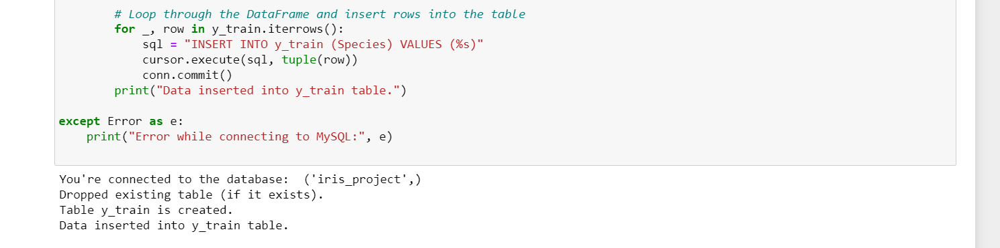 # Loop through the DataFrame and insert rows into the table
for _, row in y_train.iterrows():
sql = "INSERT INTO y_train (Species) VALUES (%s)"
cursor.execute(sql, tuple(row))
conn.commit()
print("Data inserted into y_train table.")
except Error as e:
print("Error while connecting to MySQL:", e)
You're connected to the database:  ('iris_project',)
Dropped existing table (if it exists).
Table y_train is created.
Data inserted into y_train table.